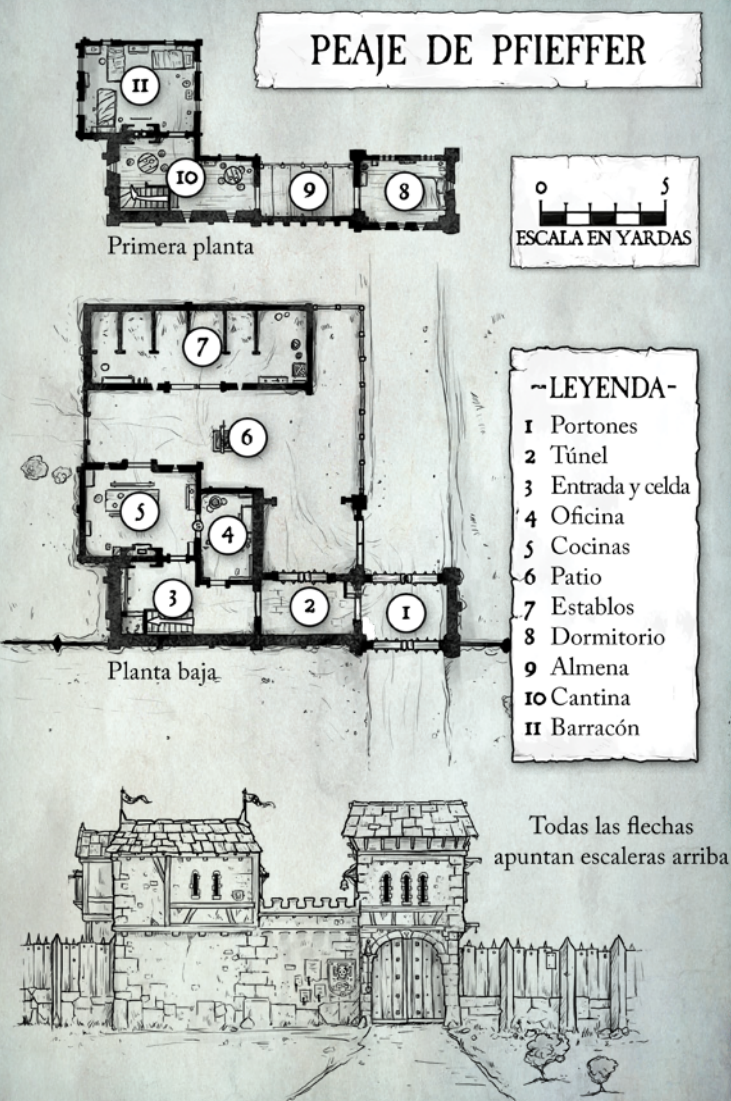 PEAJE DE PFIEFFER
11
10
9
8
Primera planta
0 5
ESCALA EN YARDAS
7
6
5
4
3
2
1
Planta baja
~LEYENDA-
1 Portones
2 Túnel
3 Entrada y celda
4 Oficina
5 Cocinas
6 Patio
7 Establos
8 Dormitorio
9 Almena
10 Cantina
11 Barracón
Todas las flechas
apuntan escaleras arriba